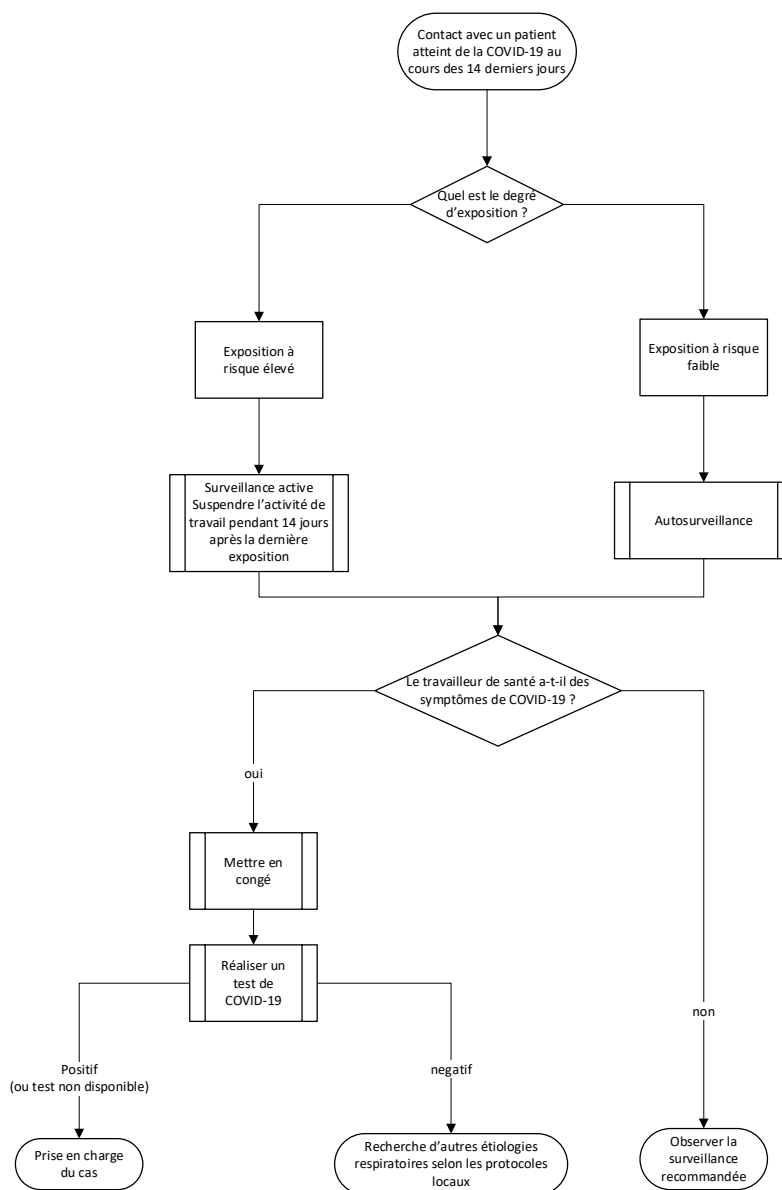 Contact avec un patient
atteint de la COVID-19 au
cours des 14 derniers jours
Quel est le degré
d'exposition ?
Exposition à
risque élevé
Exposition à risque
faible
Surveillance active
Suspendre l'activité de
travail pendant 14 jours
après la dernière
exposition
Autosurveillance
Le travailleur de santé a-t-il des
symptômes de COVID-19 ?
oui
Mettre en
congé
Réaliser un
test de
COVID-19
non
Positif
(ou test non disponible)
negatif
Prise en charge
du cas
Recherche d'autres étiologies
respiratoires selon les protocoles
locaux
Observer la
surveillance
recommandée